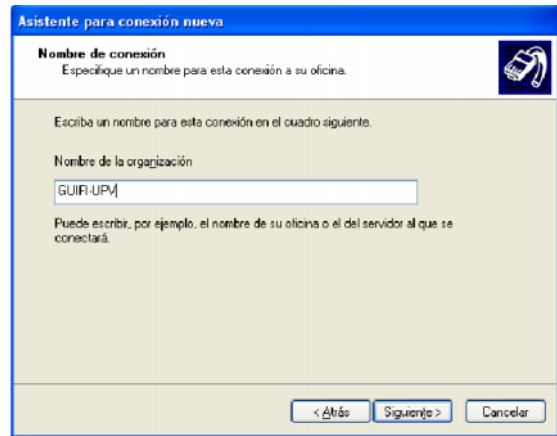 Asistente para conexión nueva
Nombre de conexión
Especifique un nombre para esta conexión a su oficina.
Escriba un nombre para esta conexión en el cuadro siguiente.
Nombre de la organización
GUIFI-UPV
Puede escribir, por ejemplo, el nombre de su oficina o el del servidor al que se
conectará.
< Atrás Siguiente > Cancelar